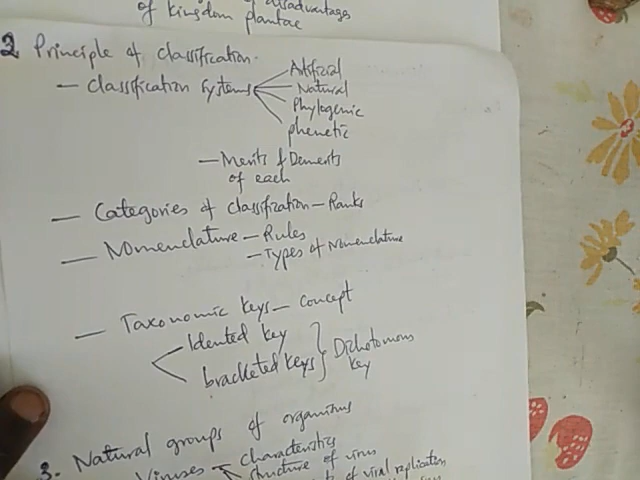 of kingdom plantae
disadvantages
2 Principle of classification.
– Classification systems
Artificial
Natural
Phylogenic
phenetic
– Merits & Demerits
of each
– Categories of classification – Ranks
– Nomenclature – Rules
– Types of Nomenclature
– Taxonomic keys – concept
Idented key
bracketed keys } Dichotomous
key
3. Natural groups of organisms
Viruses – characteristics
structure of virus
of viral replication